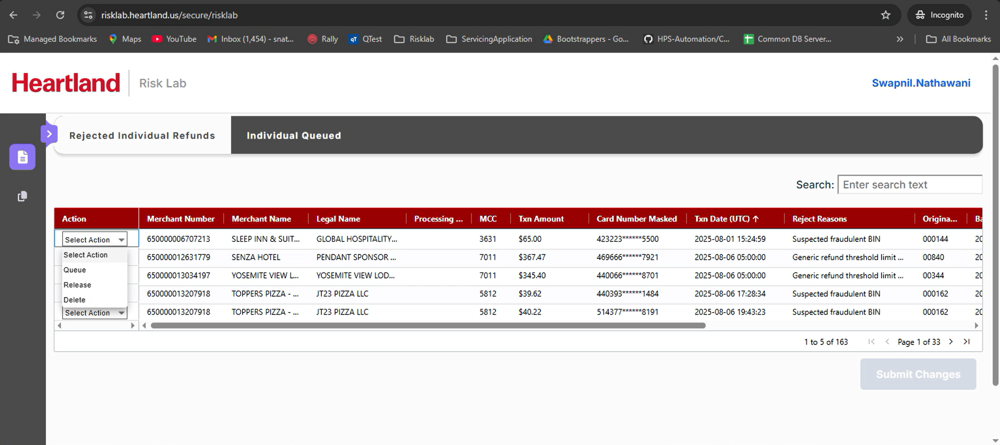 risklab.heartland.us/secure/risklab Incognito
Managed Bookmarks Maps YouTube Inbox (1,454) - snat... Rally QTest Risklab ServicingApplication Bootstrappers - Go... HPS-Automation/C... Common DB Server... All Bookmarks
Heartland Risk Lab Swapnil.Nathawani
Rejected Individual Refunds Individual Queued
Search: Enter search text
Action Merchant Number Merchant Name Legal Name Processing ... MCC Txn Amount Card Number Masked Txn Date (UTC) ↑ Reject Reasons Origina... Ba
Select Action 650000006707213 SLEEP INN & SUIT... GLOBAL HOSPITALITY... 3631 $65.00 423223******5500 2025-08-01 15:24:59 Suspected fraudulent BIN 000144 20
Select Action 650000012631779 SENZA HOTEL PENDANT SPONSOR ... 7011 $367.47 469666******7921 2025-08-06 05:00:00 Generic refund threshold limit ... 00840 20
Queue 650000013034197 YOSEMITE VIEW L... YOSEMITE VIEW LOD... 7011 $345.40 440066******8701 2025-08-06 05:00:00 Generic refund threshold limit ... 00344 20
Release 650000013207918 TOPPERS PIZZA - ... JT23 PIZZA LLC 5812 $39.62 440393******1484 2025-08-06 17:28:34 Suspected fraudulent BIN 000162 20
Delete
Select Action 650000013207918 TOPPERS PIZZA - ... JT23 PIZZA LLC 5812 $40.22 514377******8191 2025-08-06 19:43:23 Suspected fraudulent BIN 000162 20
1 to 5 of 163 Page 1 of 33
Submit Changes